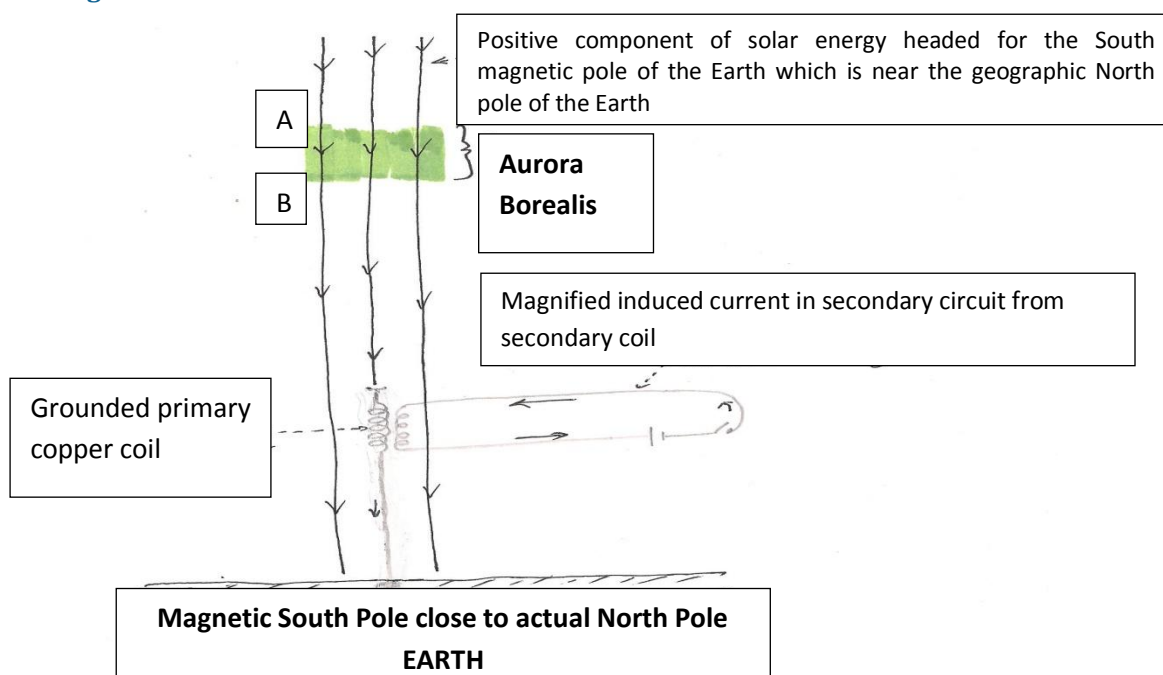 Positive component of solar energy headed for the South
magnetic pole of the Earth which is near the geographic North
pole of the Earth
A
B
Aurora
Borealis
Magnified induced current in secondary circuit from
secondary coil
Grounded primary
copper coil
Magnetic South Pole close to actual North Pole
EARTH